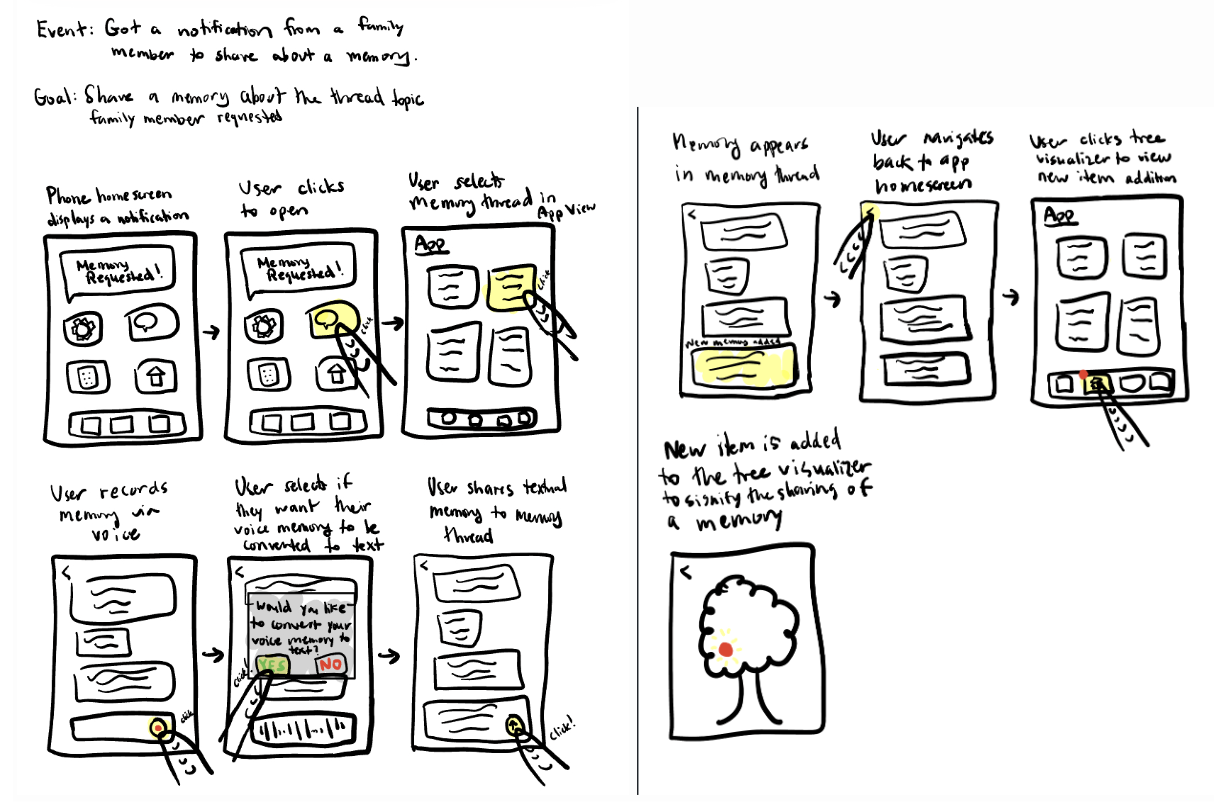 Event: Got a notification from a family
member to share about a memory.
Goal: Share a memory about the thread topic
family member requested
Phone homescreen
displays a notification
Memory
Requested!
User clicks
to open
Memory
Requested!
click
User selects
Memory thread in
App View
App
click
User records
memory via
voice
click
User selects if
they want their
voice memory to be
converted to text
Would you like
to convert your
voice memory to
text?
YES
NO
click!
User shares textual
memory to memory
thread
click!
Memory appears
in memory thread
New memory added
User navigates
back to app
homescreen
User clicks tree
visualizer to view
new item addition
App
New item is added
to the tree visualizer
to signify the sharing of
a memory